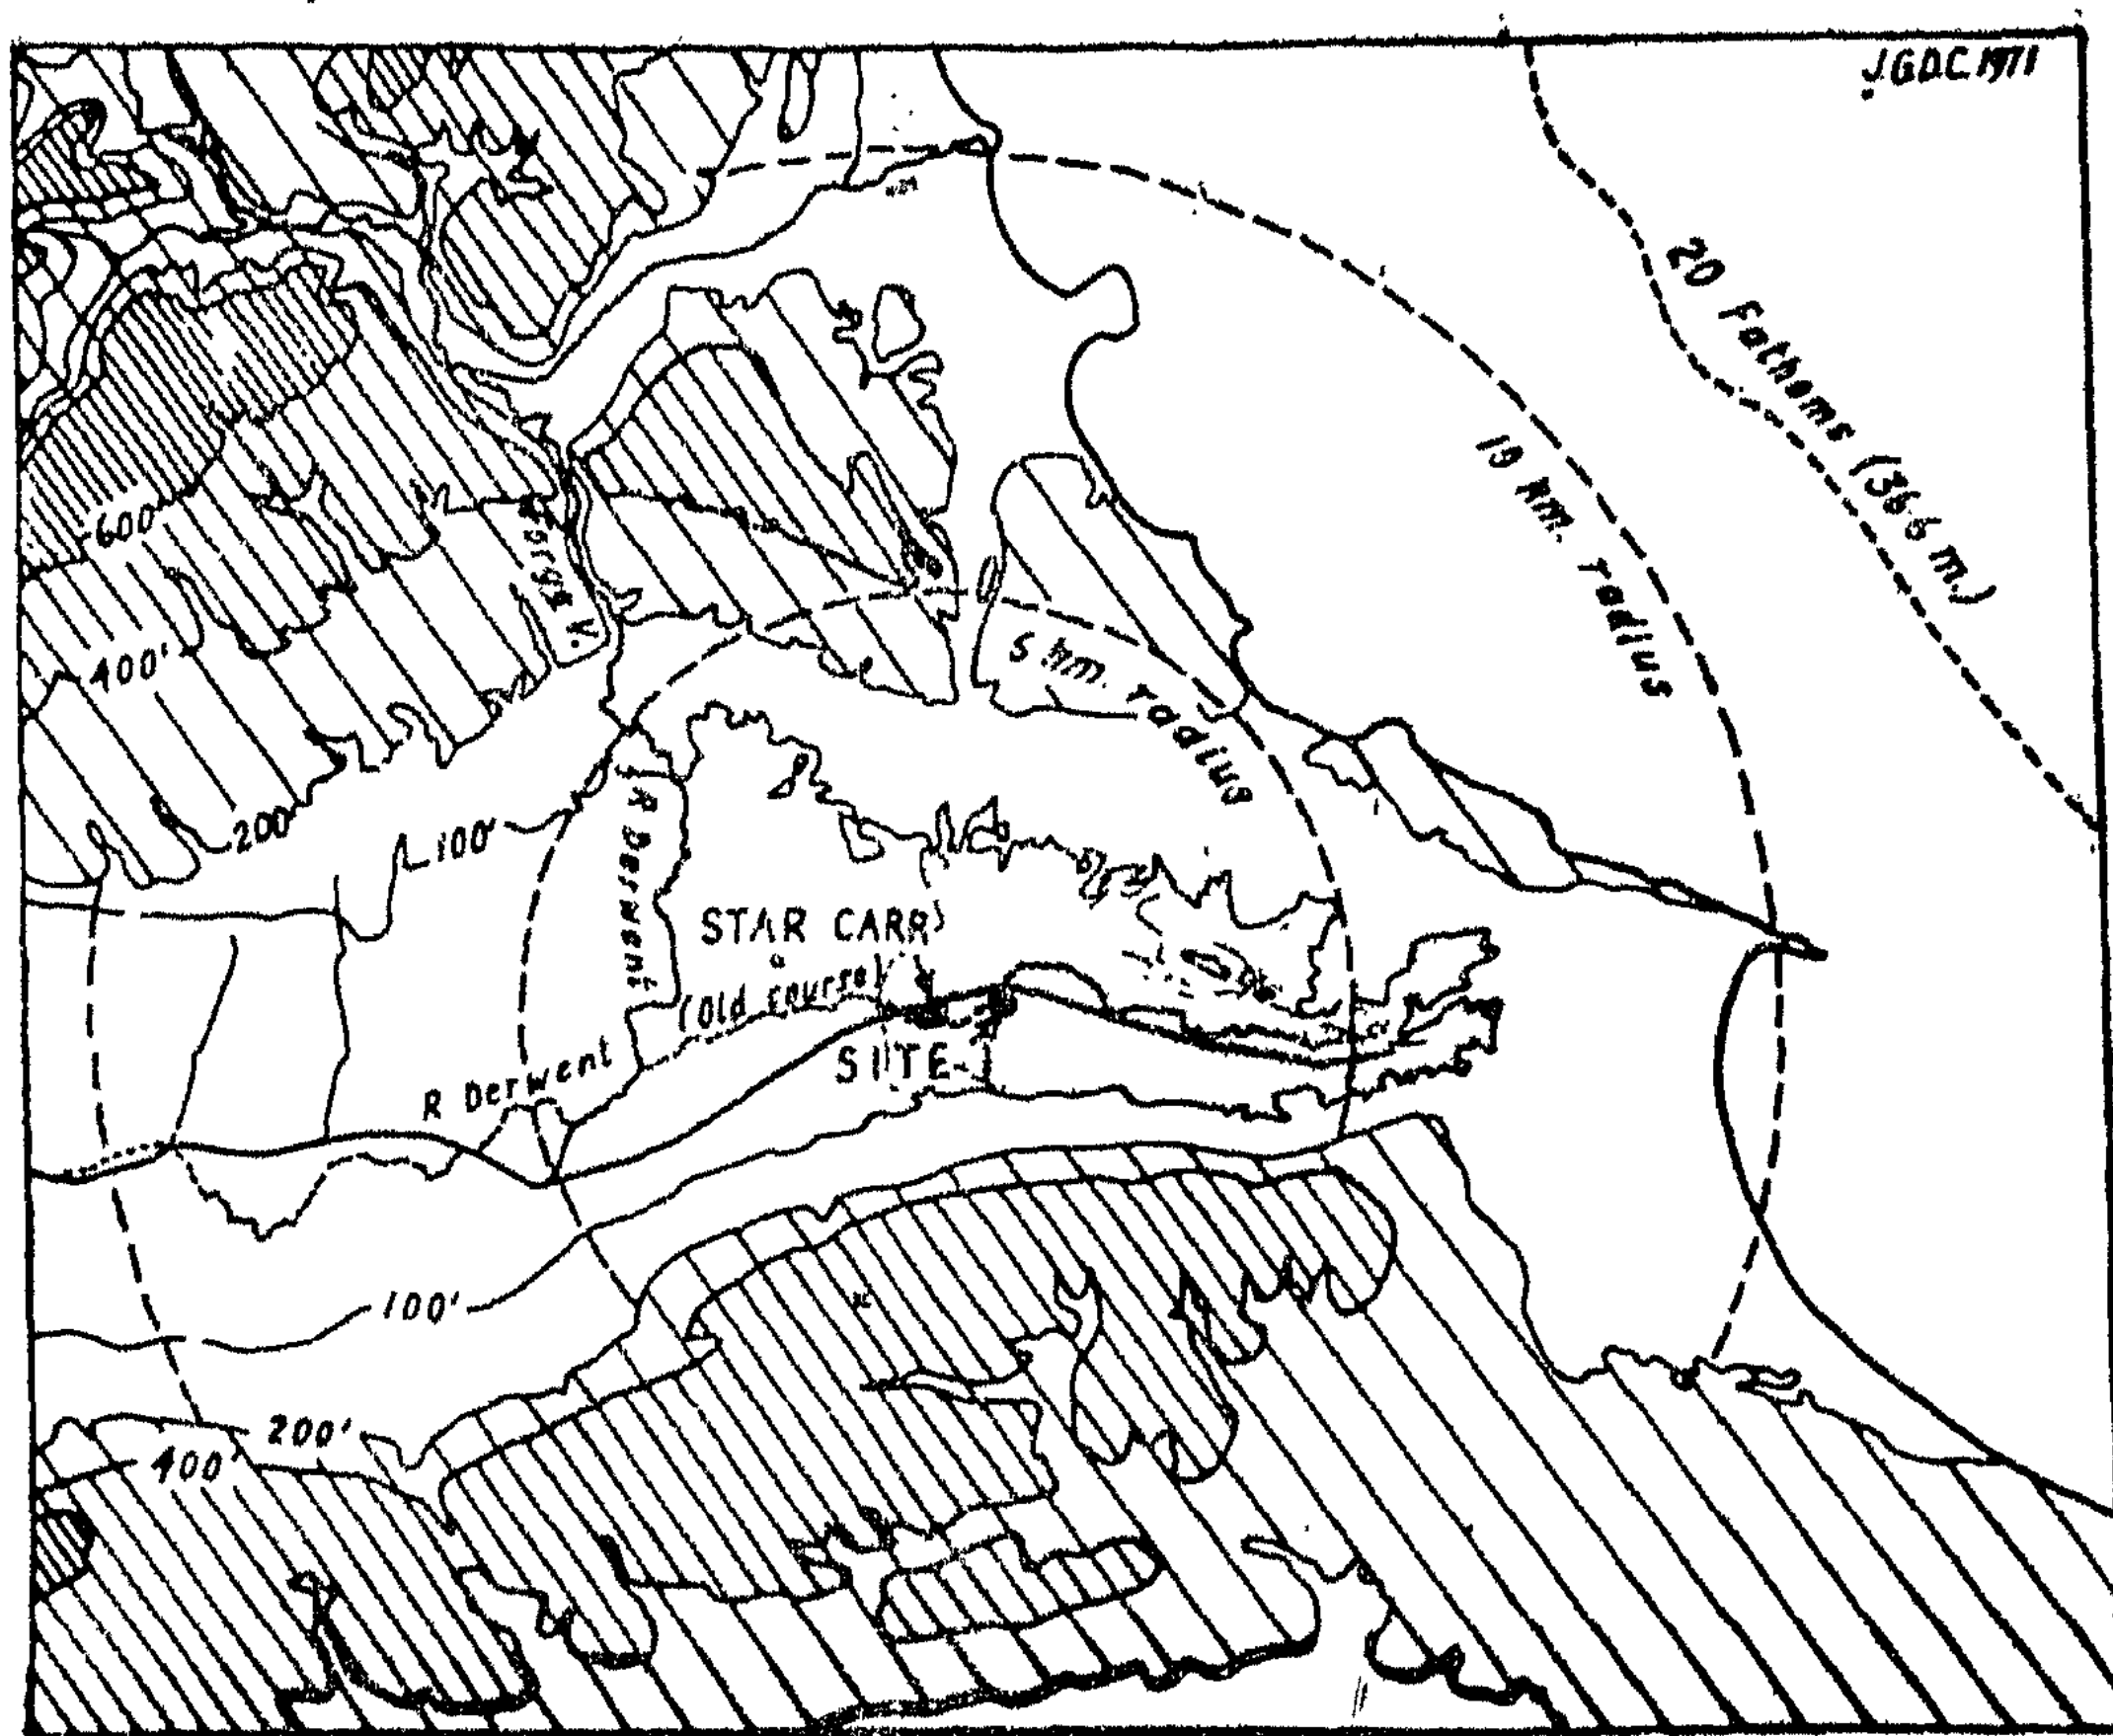 J.G.D.C 1971
20 Fathoms (36·6 m.)
10 km. radius
600'
Forge V.
400'
5 km. radius
200'
100'
R Derwent
STAR CARR
(Old course)
SITE
R Derwent
100'
200'
400'